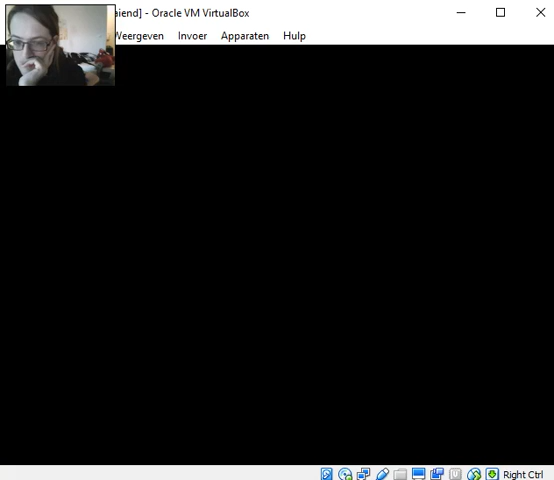 aiend] - Oracle VM VirtualBox
Weergeven Invoer Apparaten Hulp
Right Ctrl